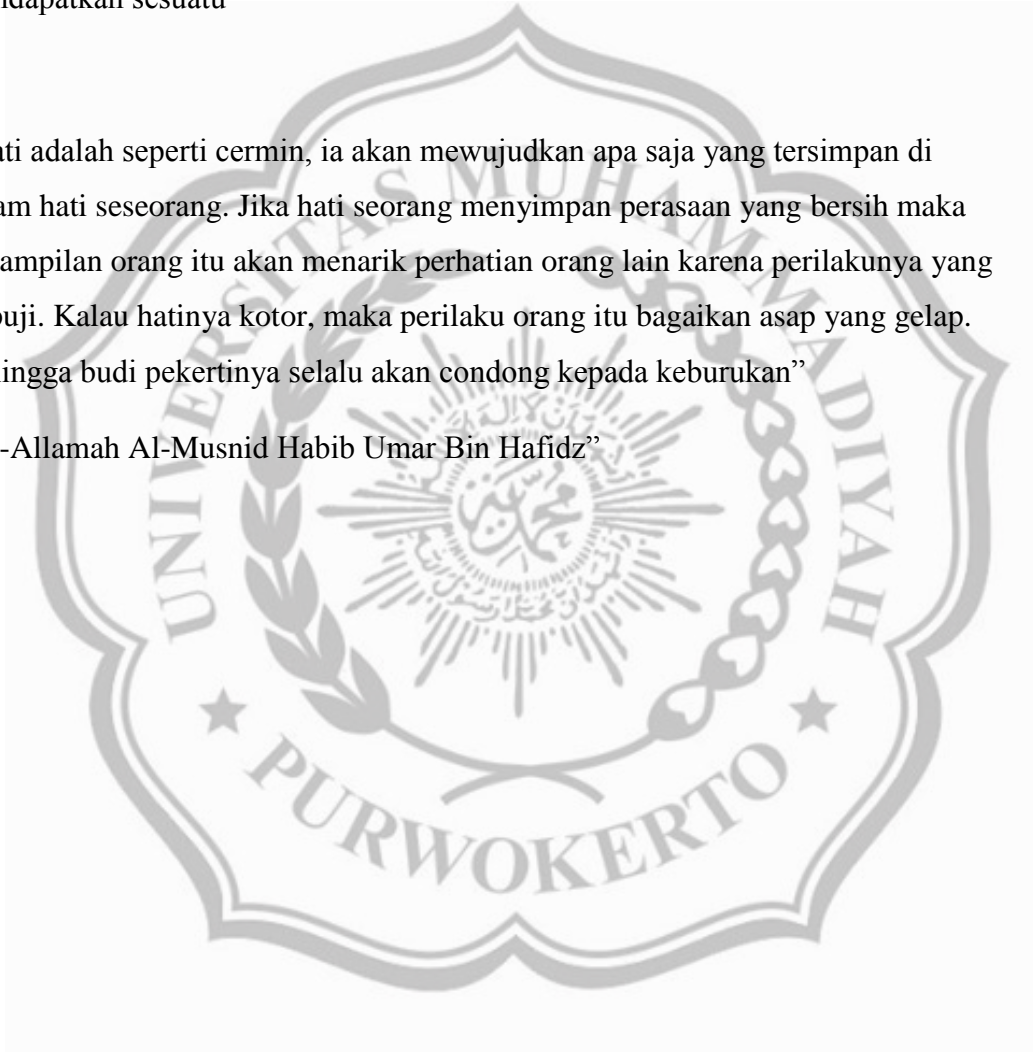 ndapatkan sesuatu
ati adalah seperti cermin, ia akan mewujudkan apa saja yang tersimpan di
am hati seseorang. Jika hati seorang menyimpan perasaan yang bersih maka
ampilan orang itu akan menarik perhatian orang lain karena perilakunya yang
puji. Kalau hatinya kotor, maka perilaku orang itu bagaikan asap yang gelap.
ingga budi pekertinya selalu akan condong kepada keburukan”
-Allamah Al-Musnid Habib Umar Bin Hafidz”
UNIVERSITAS MUHAMMADIYAH
PURWOKERTO